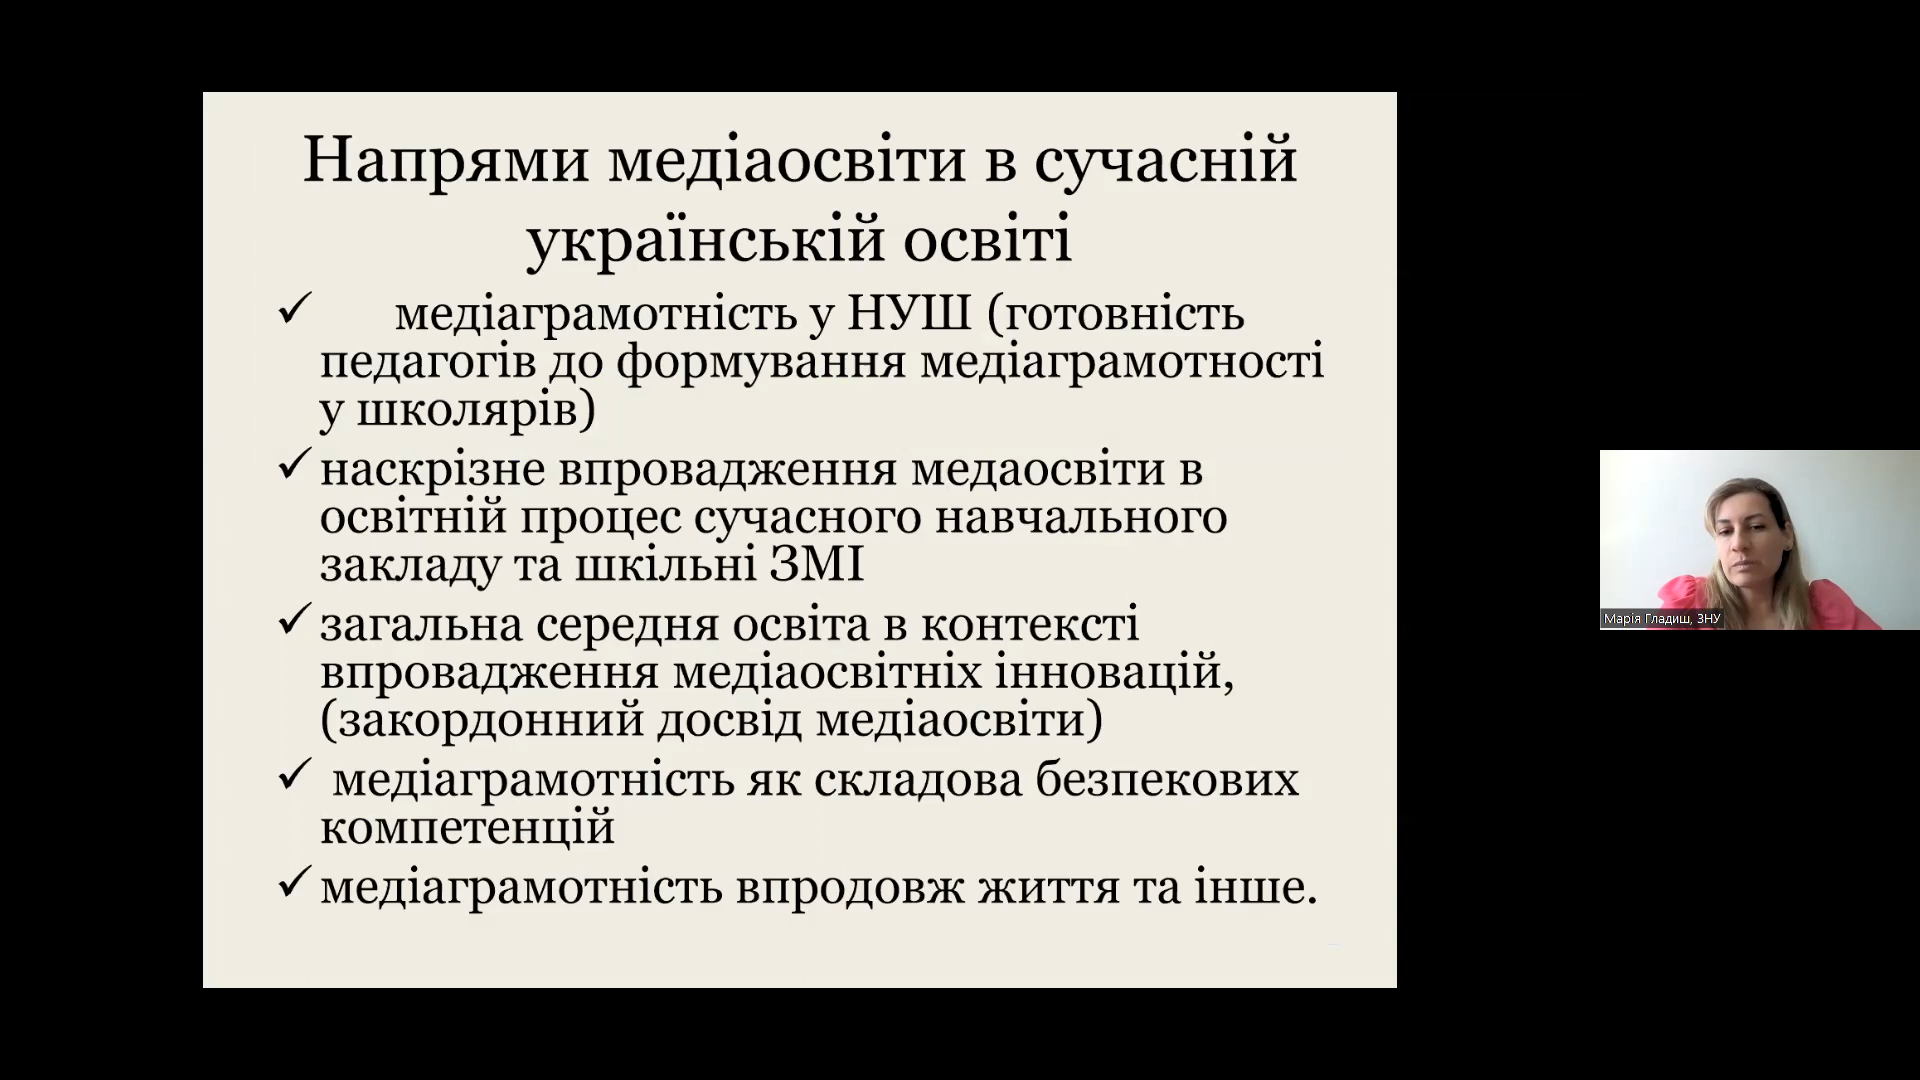 Напрями медіаосвіти в сучасній
українській освіті
✓ медіаграмотність у НУШ (готовність
педагогів до формування медіаграмотності
у школярів)
✓ наскрізне впровадження медаосвіти в
освітній процес сучасного навчального
закладу та шкільні ЗМІ
✓ загальна середня освіта в контексті
впровадження медіаосвітніх інновацій,
(закордонний досвід медіаосвіти)
✓ медіаграмотність як складова безпекових
компетенцій
✓ медіаграмотність впродовж життя та інше.
Марія Гладиш, ЗНУ